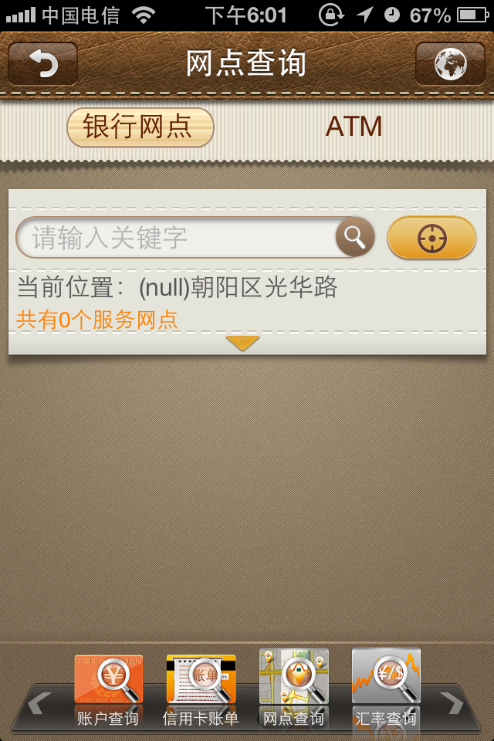 中国电信 下午6:01 67%
网点查询
银行网点 ATM
请输入关键字
当前位置：(null)朝阳区光华路
共有0个服务网点
¥ 账单 ¥/$
账户查询 信用卡账单 网点查询 汇率查询